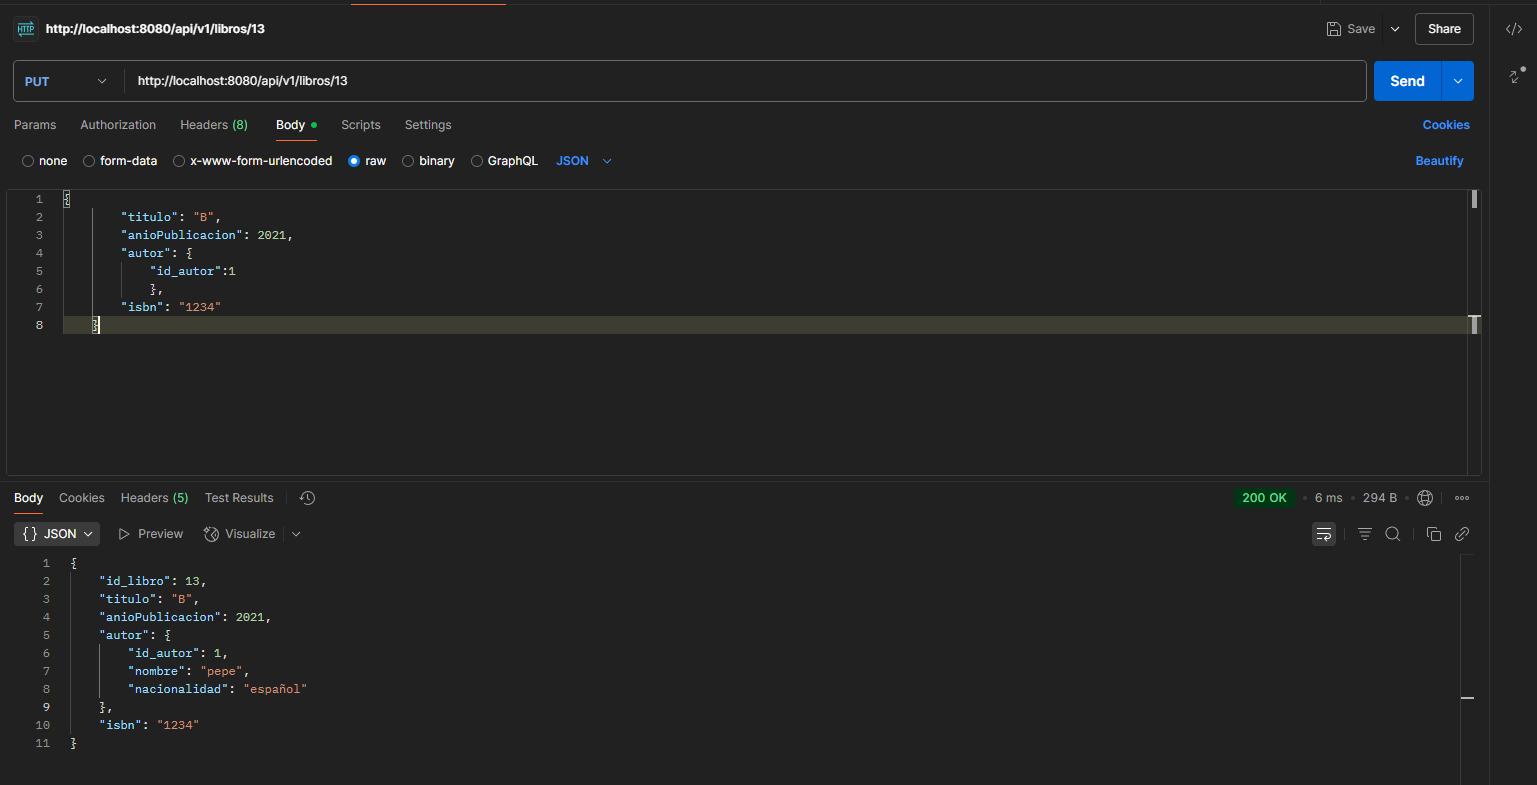 HTTP http://localhost:8080/api/v1/libros/13 Save Share
PUT http://localhost:8080/api/v1/libros/13 Send
Params Authorization Headers (8) Body Scripts Settings Cookies
none form-data x-www-form-urlencoded raw binary GraphQL JSON Beautify
1 {
2 "titulo": "B",
3 "anioPublicacion": 2021,
4 "autor": {
5 "id_autor":1
6 },
7 "isbn": "1234"
8 }
Body Cookies Headers (5) Test Results 200 OK • 6 ms • 294 B •
{} JSON Preview Visualize
1 {
2 "id_libro": 13,
3 "titulo": "B",
4 "anioPublicacion": 2021,
5 "autor": {
6 "id_autor": 1,
7 "nombre": "pepe",
8 "nacionalidad": "español"
9 },
10 "isbn": "1234"
11 }